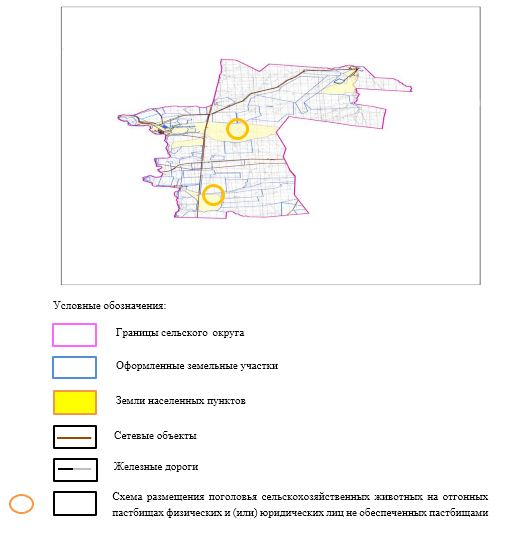 Условные обозначения:
Границы сельского округа
Оформленные земельные участки
Земли населенных пунктов
Сетевые объекты
Железные дороги
Схема размещения поголовья сельскохозяйственных животных на отгонных
пастбищах физических и (или) юридических лиц не обеспеченных пастбищами